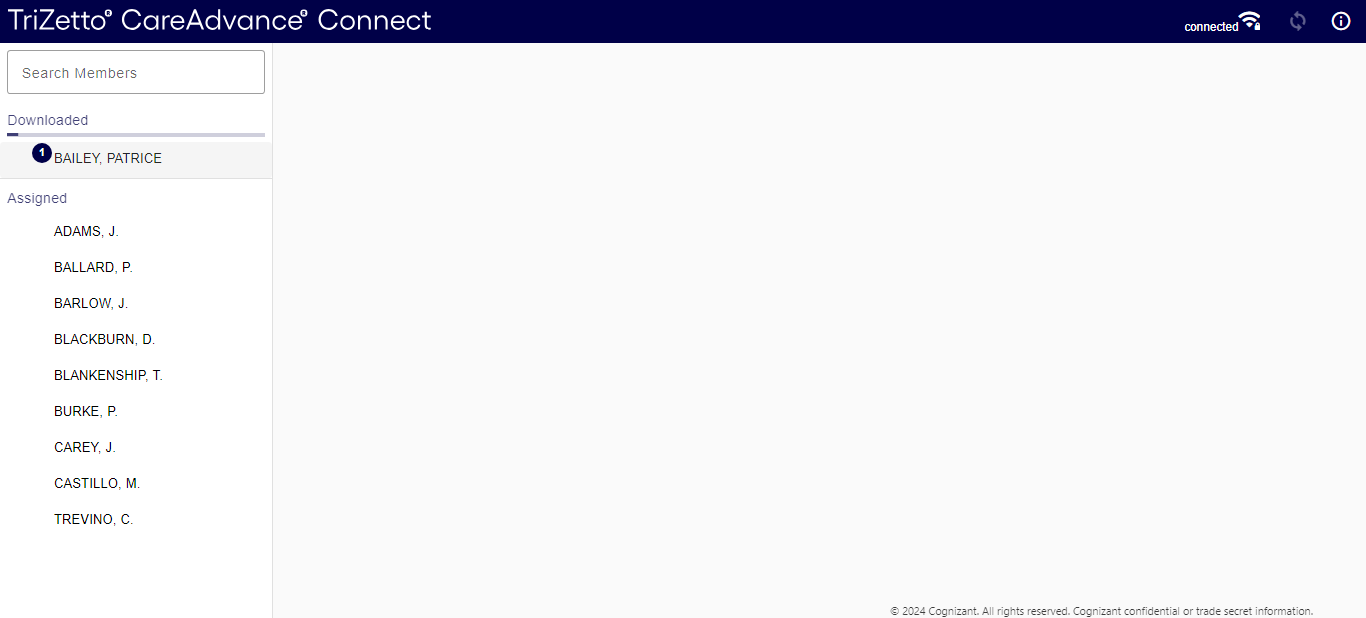 TriZetto® CareAdvance® Connect
connected
Search Members
Downloaded
1 BAILEY, PATRICE
Assigned
ADAMS, J.
BALLARD, P.
BARLOW, J.
BLACKBURN, D.
BLANKENSHIP, T.
BURKE, P.
CAREY, J.
CASTILLO, M.
TREVINO, C.
© 2024 Cognizant. All rights reserved. Cognizant confidential or trade secret information.